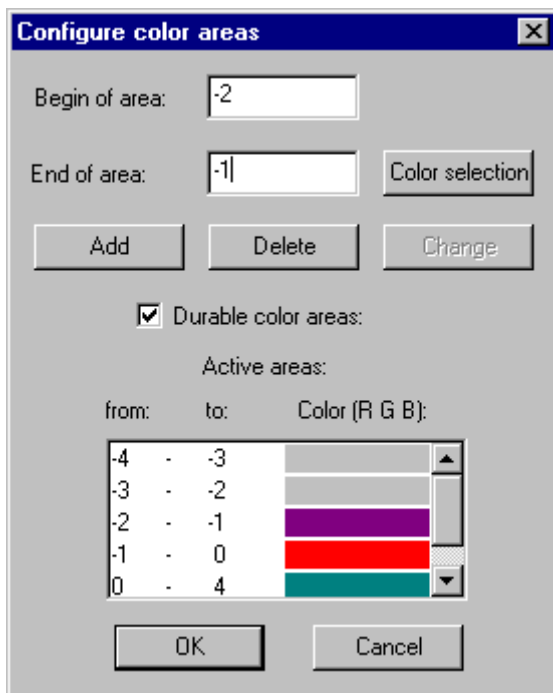 Configure color areas
Begin of area: -2
End of area: -1 Color selection
Add Delete Change
Durable color areas:
Active areas:
from: to: Color (R G B):
-4 - -3
-3 - -2
-2 - -1
-1 - 0
0 - 4
OK Cancel